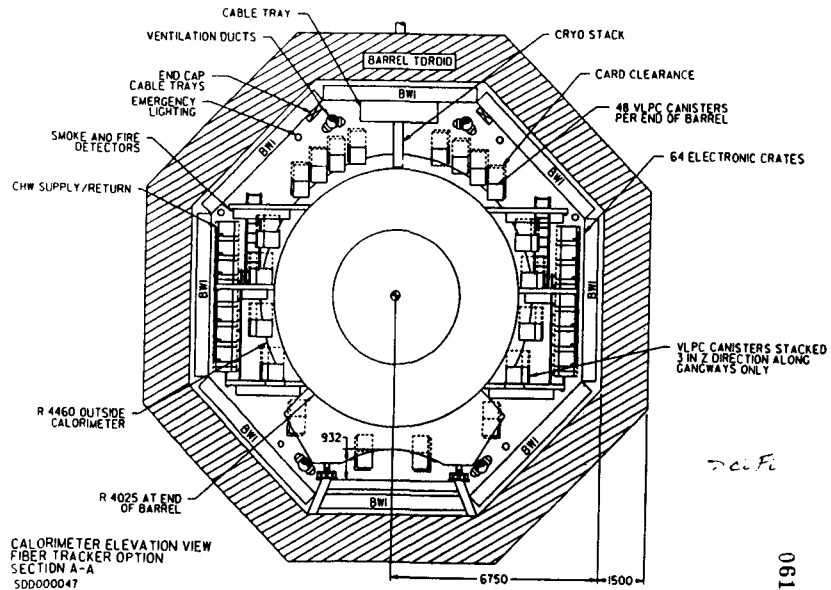 CABLE TRAY
VENTILATION DUCTS
END CAP
CABLE TRAYS
EMERGENCY
LIGHTING
SMOKE AND FIRE
DETECTORS
CHW SUPPLY/RETURN
CRYO STACK
BARREL TOROID
CARD CLEARANCE
48 VLPC CANISTERS
PER END OF BARREL
64 ELECTRONIC CRATES
BWI
BWI
BWI
BWI
BWI
BWI
BWI
BWI
VLPC CANISTERS STACKED
3 IN Z DIRECTION ALONG
GANGWAYS ONLY
R 4460 OUTSIDE
CALORIMETER
932
R 4025 AT END
OF BARREL
6750
1500
CALORIMETER ELEVATION VIEW
FIBER TRACKER OPTION
SECTION A-A
SDD000047
061